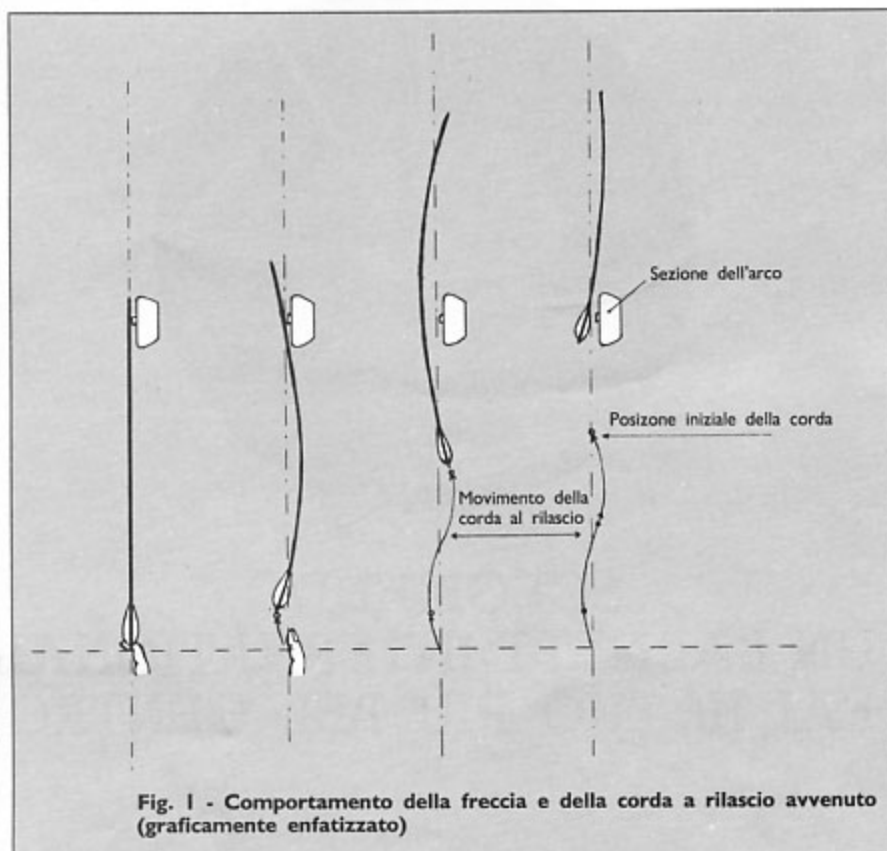 Sezione dell'arco
Posizone iniziale della corda
Movimento della
corda al rilascio
Fig. 1 - Comportamento della freccia e della corda a rilascio avvenuto
(graficamente enfatizzato)